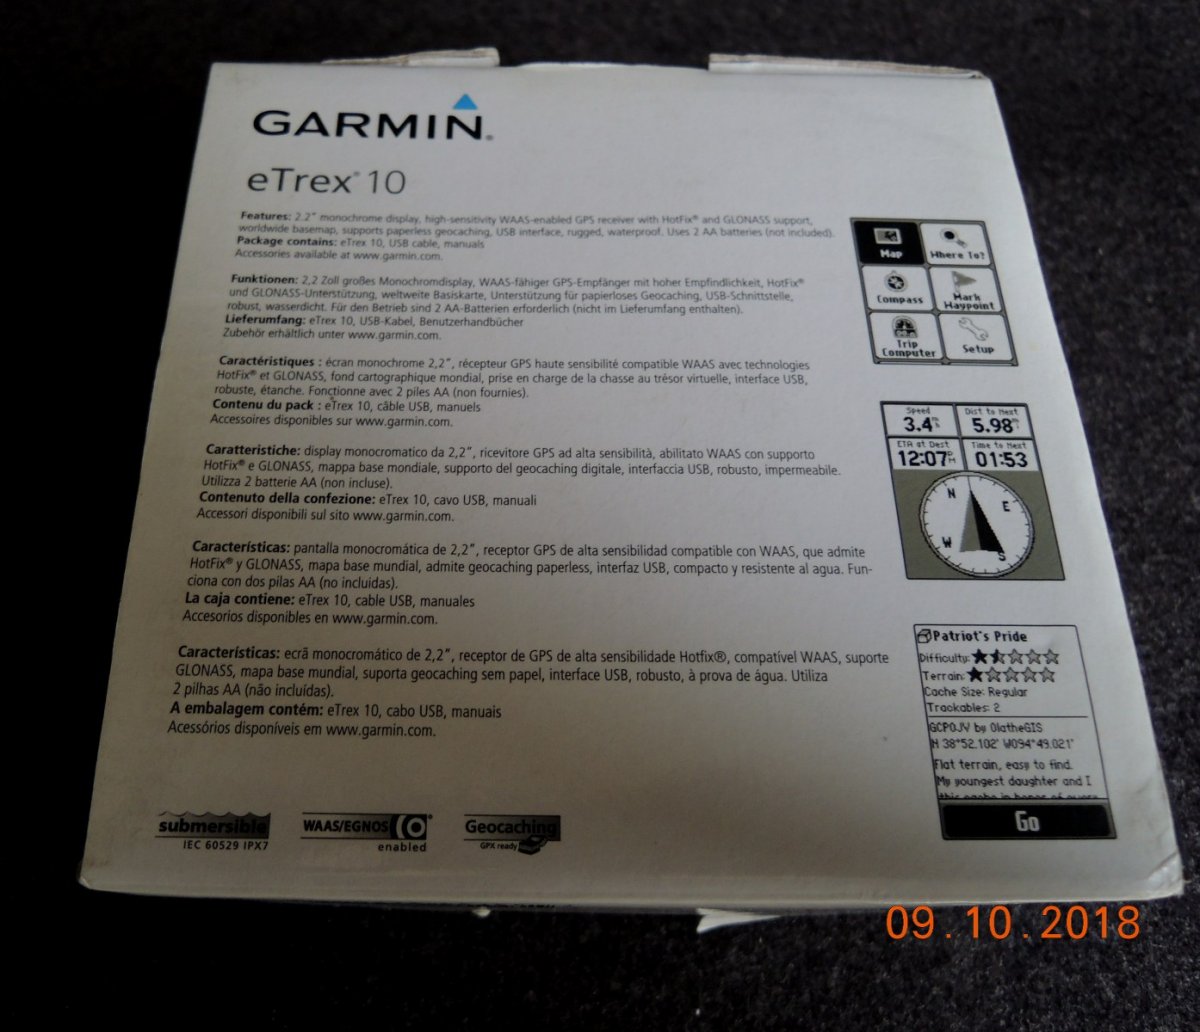 GARMIN
eTrex® 10
Features: 2.2" monochrome display, high-sensitivity WAAS-enabled GPS receiver with HotFix® and GLONASS support,
worldwide basemap, supports paperless geocaching, USB interface, rugged, waterproof. Uses 2 AA batteries (not included).
Package contains: eTrex 10, USB cable, manuals
Accessories available at www.garmin.com.
Funktionen: 2,2 Zoll großes Monochromdisplay, WAAS-fähiger GPS-Empfänger mit hoher Empfindlichkeit, HotFix®
und GLONASS-Unterstützung, weltweite Basiskarte, Unterstützung für papierloses Geocaching, USB-Schnittstelle,
robust, wasserdicht. Für den Betrieb sind 2 AA-Batterien erforderlich (nicht im Lieferumfang enthalten).
Lieferumfang: eTrex 10, USB-Kabel, Benutzerhandbücher
Zubehör erhältlich unter www.garmin.com.
Caractéristiques : écran monochrome 2,2", récepteur GPS haute sensibilité compatible WAAS avec technologies
HotFix® et GLONASS, fond cartographique mondial, prise en charge de la chasse au trésor virtuelle, interface USB,
robuste, étanche. Fonctionne avec 2 piles AA (non fournies).
Contenu du pack : eTrex 10, câble USB, manuels
Accessoires disponibles sur www.garmin.com.
Caratteristiche: display monocromatico da 2,2", ricevitore GPS ad alta sensibilità, abilitato WAAS con supporto
HotFix® e GLONASS, mappa base mondiale, supporto del geocaching digitale, interfaccia USB, robusto, impermeabile.
Utilizza 2 batterie AA (non incluse).
Contenuto della confezione: eTrex 10, cavo USB, manuali
Accessori disponibili sul sito www.garmin.com.
Características: pantalla monocromática de 2,2", receptor GPS de alta sensibilidad compatible con WAAS, que admite
HotFix® y GLONASS, mapa base mundial, admite geocaching paperless, interfaz USB, compacto y resistente al agua. Fun-
ciona con dos pilas AA (no incluidas).
La caja contiene: eTrex 10, cable USB, manuales
Accesorios disponibles en www.garmin.com.
Características: ecrã monocromático de 2,2", receptor de GPS de alta sensibilidade Hotfix®, compatível WAAS, suporte
GLONASS, mapa base mundial, suporta geocaching sem papel, interface USB, robusto, à prova de água. Utiliza
2 pilhas AA (não incluídas).
A embalagem contém: eTrex 10, cabo USB, manuais
Acessórios disponíveis em www.garmin.com.
submersible
IEC 60529 IPX7
WAAS/EGNOS
enabled
Geocaching
GPX ready
Map
Where To?
Compass
Mark
Waypoint
Trip
Computer
Setup
Speed
Dist to Next
3.4
5.98
ETA at Dest
Time to Next
12:07
01:53
N
E
W
S
Patriot's Pride
Difficulty:
Terrain:
Cache Size: Regular
Trackables: 2
GCP0JV by OlatheGIS
N 38°52.102' W094°49.021'
Flat terrain, easy to find.
My youngest daughter and I
this cache in honor of
Go
09.10.2018